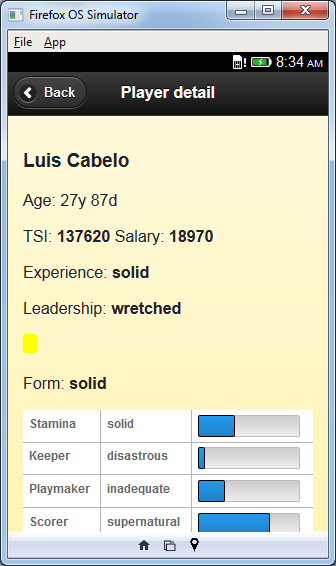 Firefox OS Simulator
File App
8:34 AM
Back Player detail
Luis Cabelo
Age: 27y 87d
TSI: 137620 Salary: 18970
Experience: solid
Leadership: wretched
Form: solid
Stamina solid
Keeper disastrous
Playmaker inadequate
Scorer supernatural